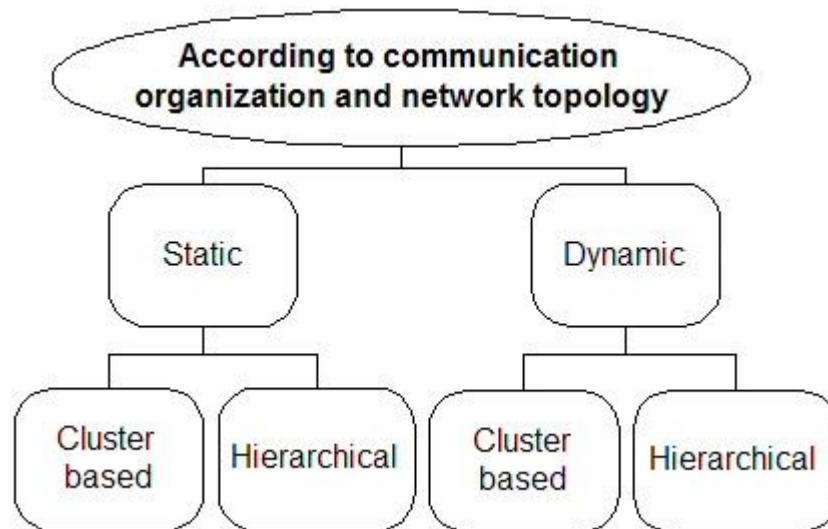 According to communication
organization and network topology
Static
Dynamic
Cluster
based
Hierarchical
Cluster
based
Hierarchical